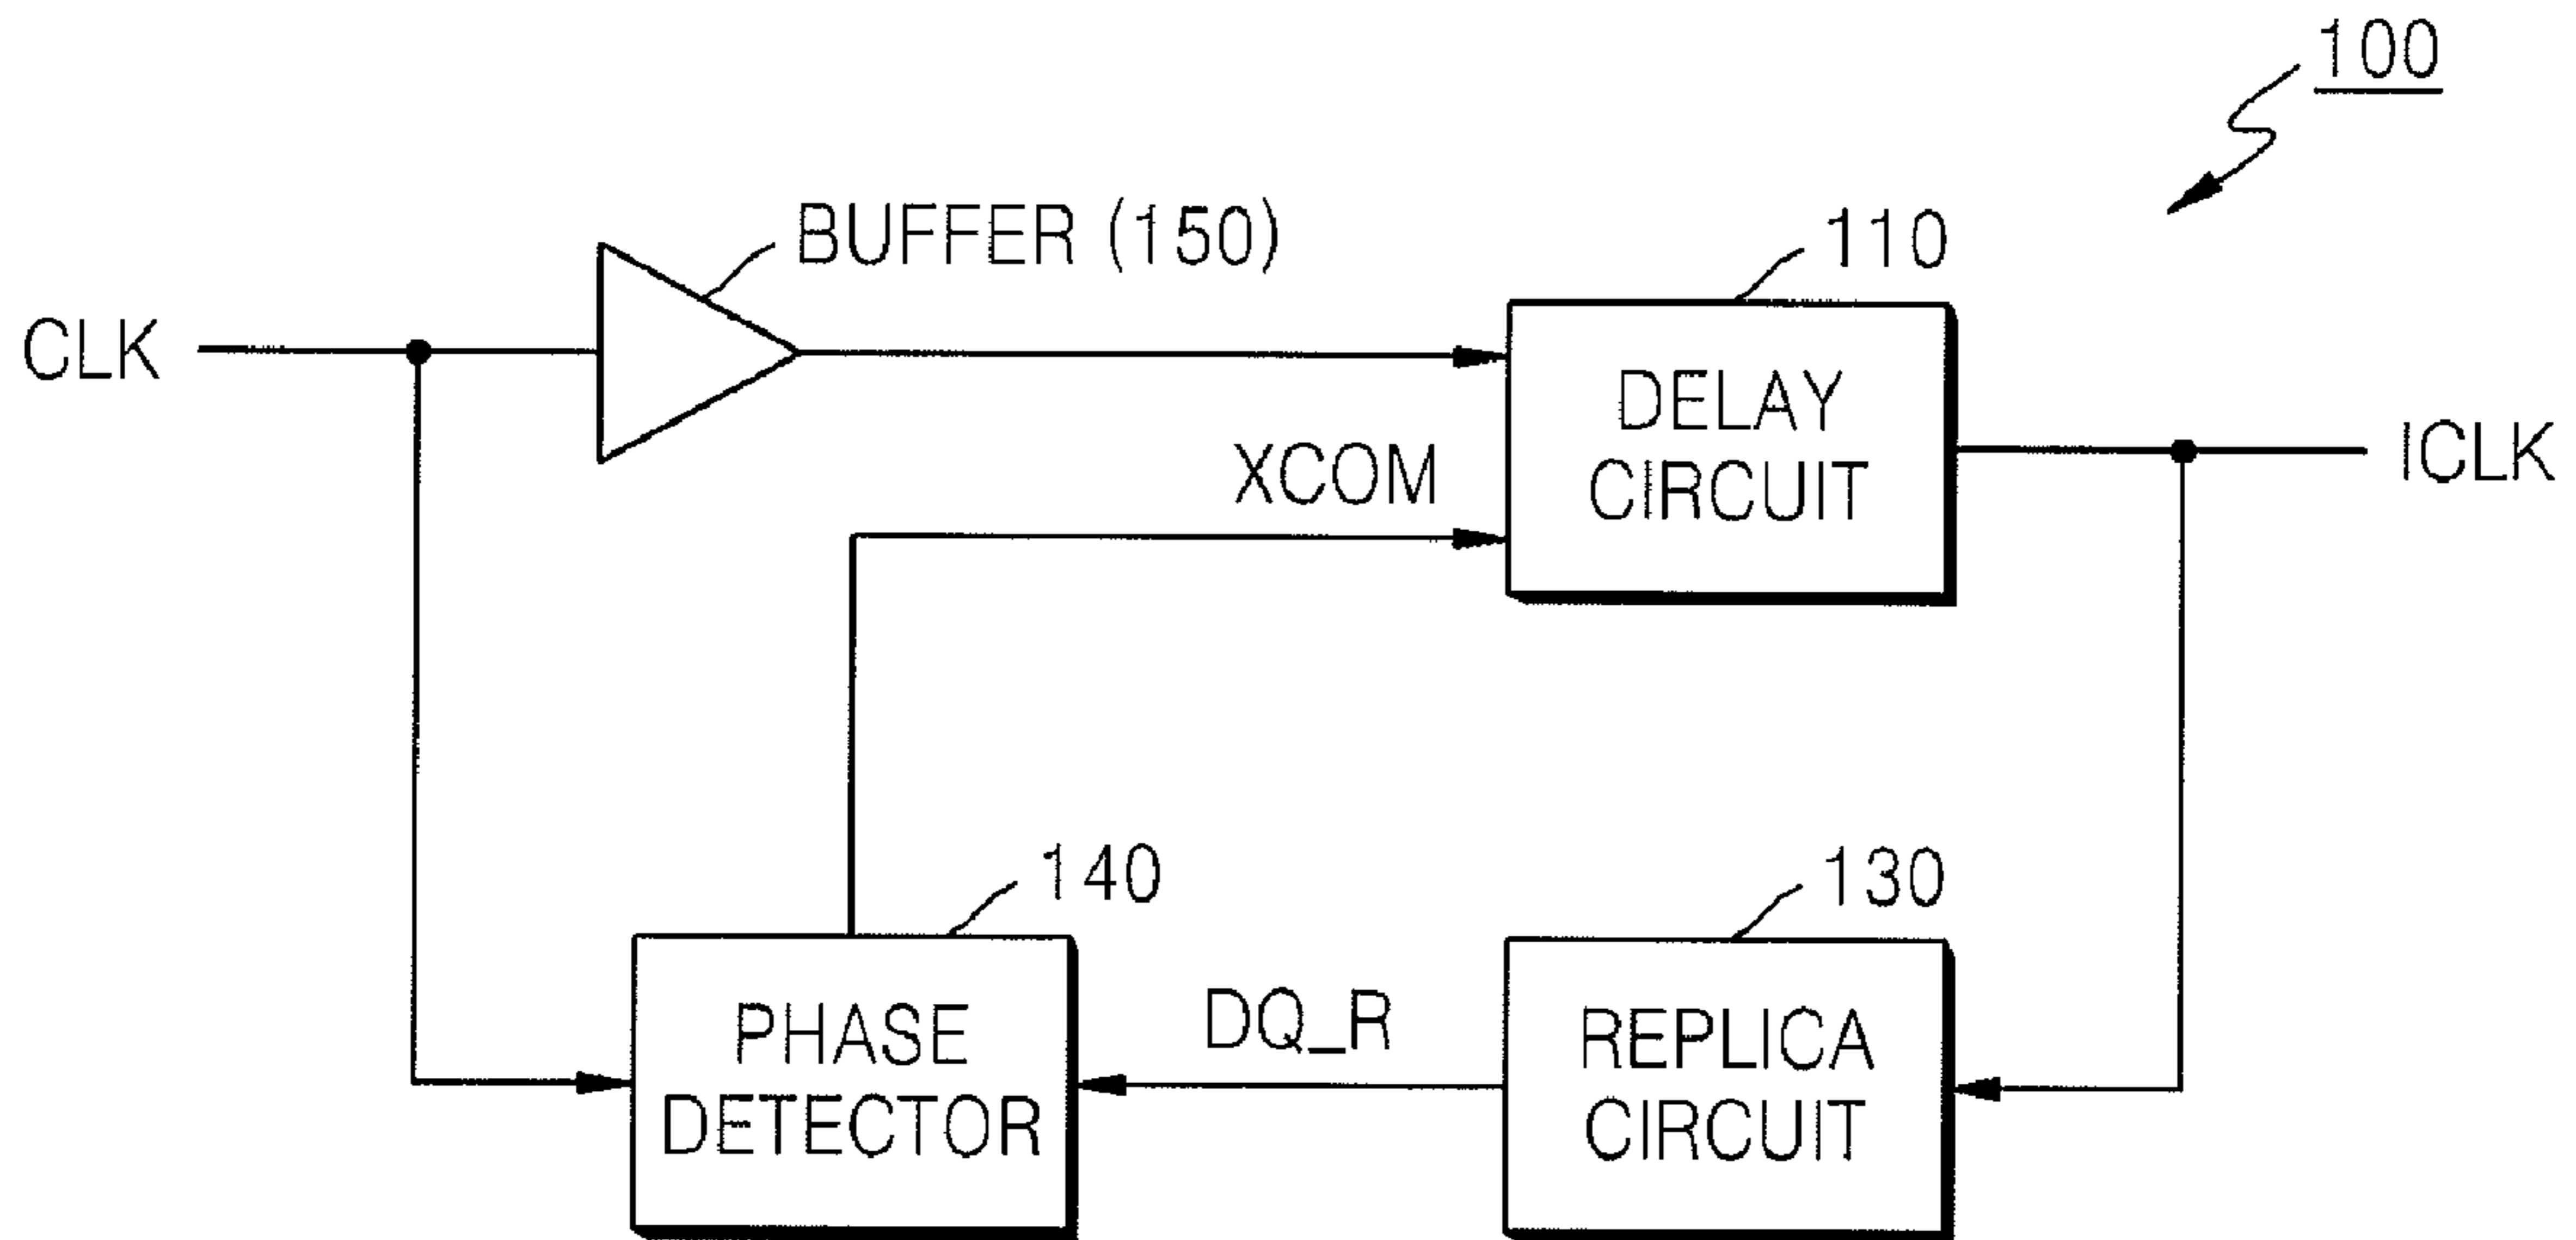 100
BUFFER (150)
110
CLK
DELAY
CIRCUIT
XCOM
ICLK
140
130
PHASE
DETECTOR
DQ_R
REPLICA
CIRCUIT